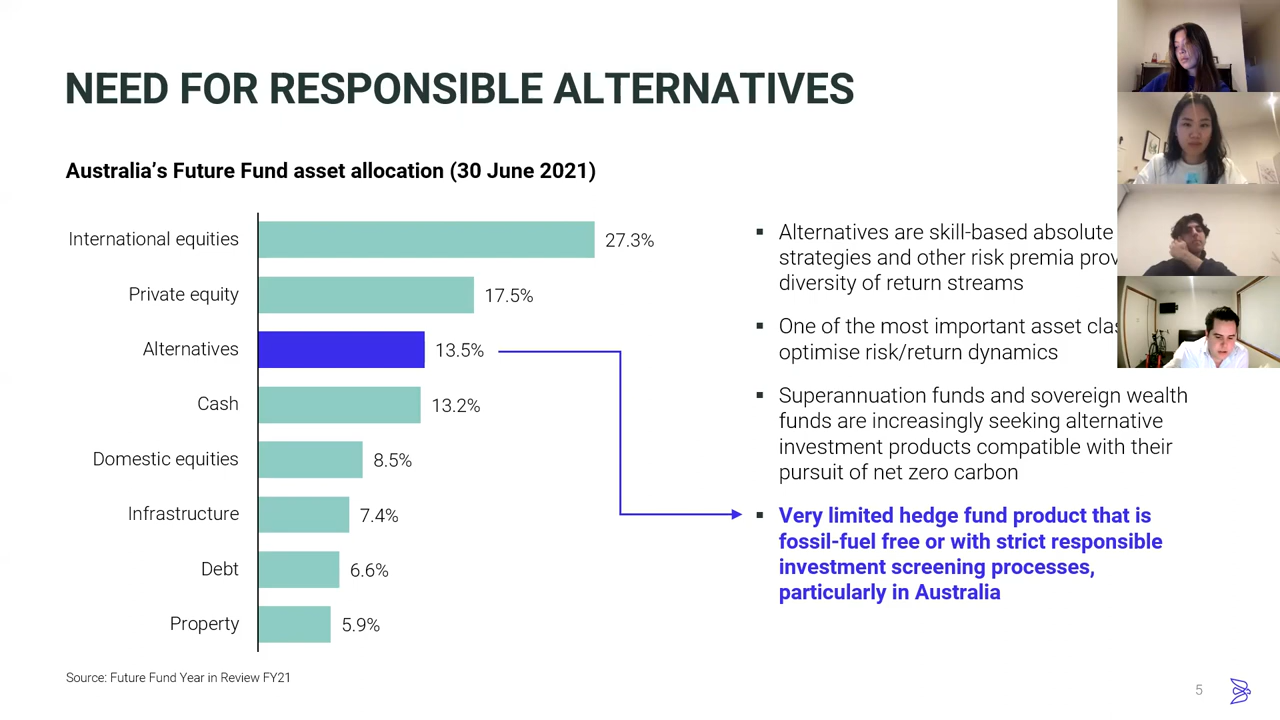 NEED FOR RESPONSIBLE ALTERNATIVES
Australia's Future Fund asset allocation (30 June 2021)
International equities 27.3%
Private equity 17.5%
Alternatives 13.5%
Cash 13.2%
Domestic equities 8.5%
Infrastructure 7.4%
Debt 6.6%
Property 5.9%
▪ Alternatives are skill-based absolute
strategies and other risk premia
diversity of return streams
▪ One of the most important asset
optimise risk/return dynamics
▪ Superannuation funds and sovereign wealth
funds are increasingly seeking alternative
investment products compatible with their
pursuit of net zero carbon
▪ Very limited hedge fund product that is
fossil-fuel free or with strict responsible
investment screening processes,
particularly in Australia
Source: Future Fund Year in Review FY21
5